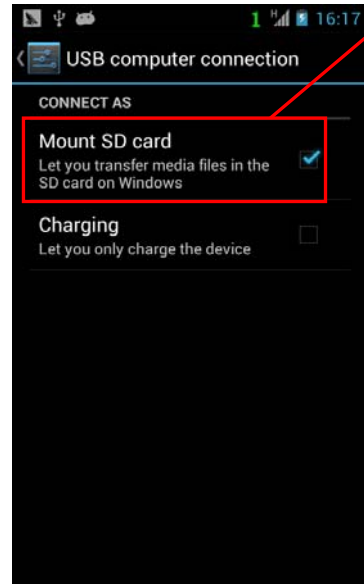 1 H 16:17
USB computer connection
CONNECT AS
Mount SD card
Let you transfer media files in the
SD card on Windows
Charging
Let you only charge the device